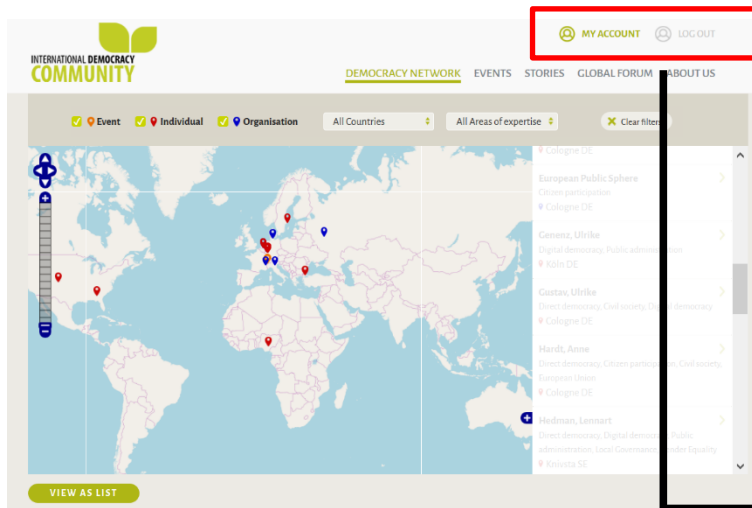 MY ACCOUNT LOG OUT
INTERNATIONAL DEMOCRACY
COMMUNITY
DEMOCRACY NETWORK EVENTS STORIES GLOBAL FORUM ABOUT US
Event Individual Organisation All Countries All Areas of expertise Clear filters
Cologne DE
European Public Sphere
Citizen participation
Cologne DE
Genenz, Ulrike
Digital democracy, Public administration
Köln DE
Gustav, Ulrike
Direct democracy, Civil society, Digital democracy
Cologne DE
Hardt, Anne
Direct democracy, Citizen participation, Civil society,
European Union
Cologne DE
Hedman, Lennart
Direct democracy, Digital democracy, Public
administration, Local Governance, Gender Equality
SE
VIEW AS LIST